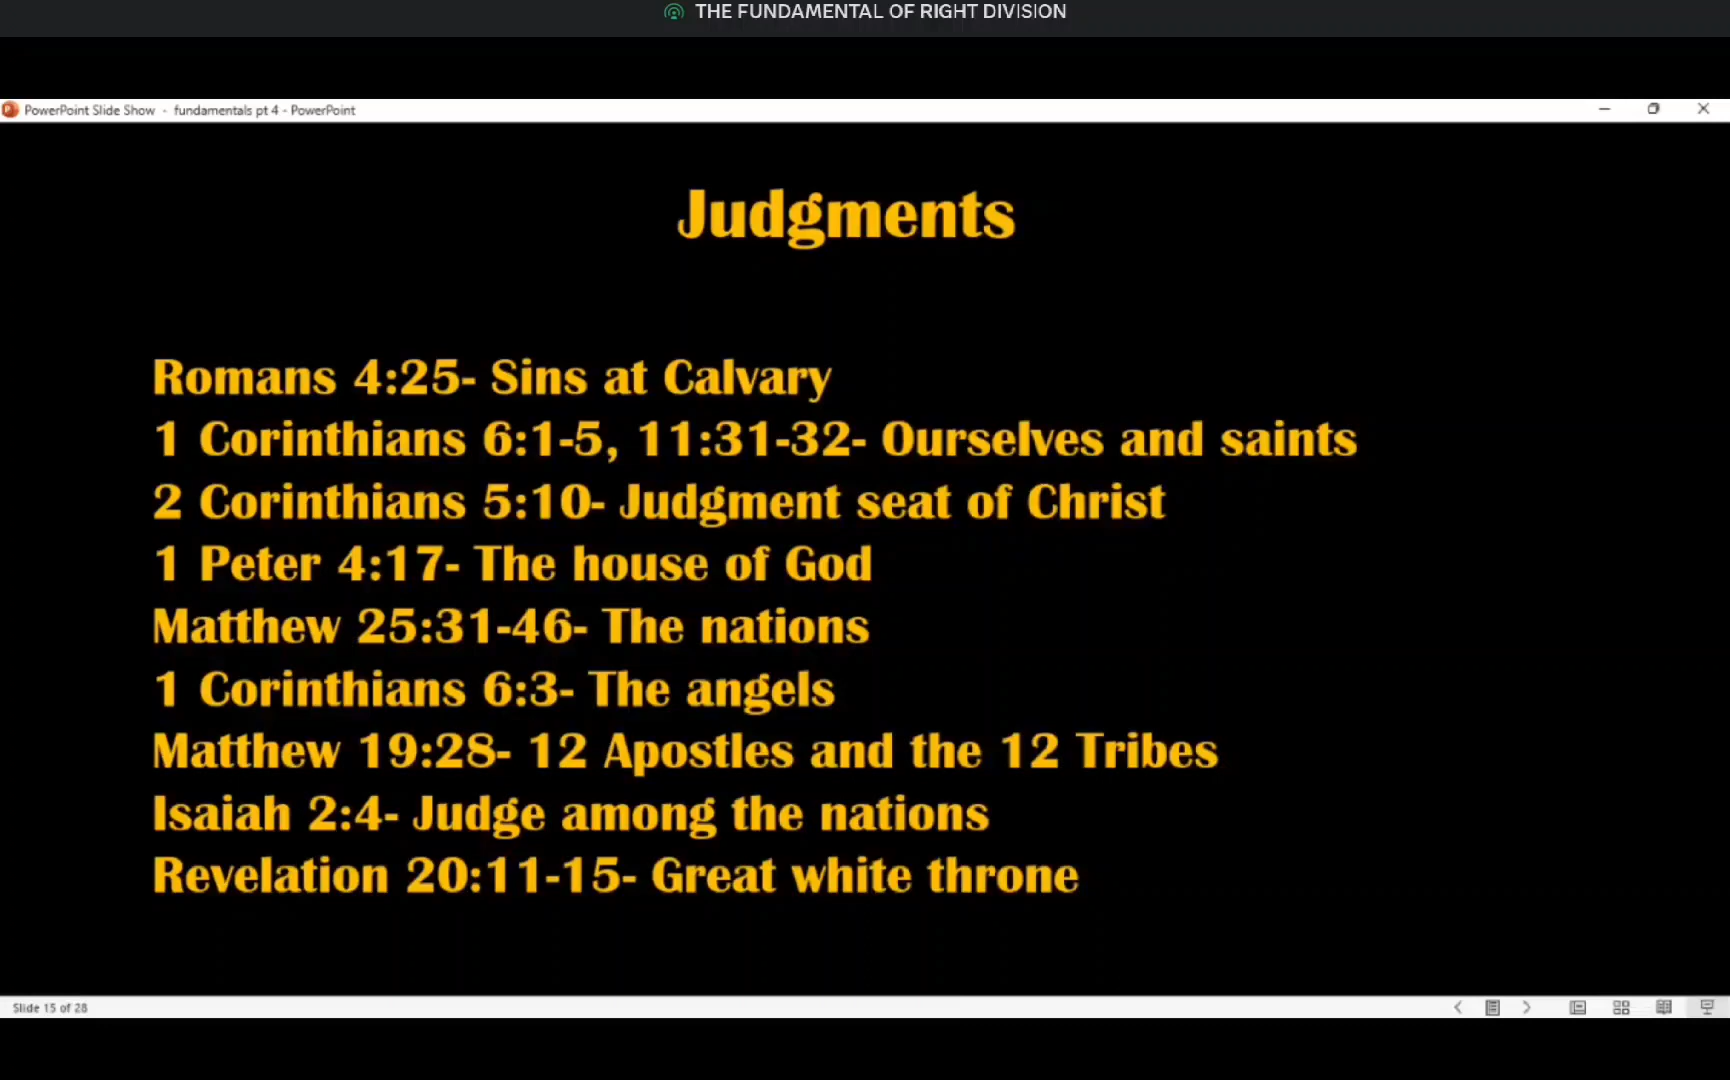 THE FUNDAMENTAL OF RIGHT DIVISION
PowerPoint Slide Show - fundamentals pt 4 - PowerPoint
Judgments
Romans 4:25- Sins at Calvary
1 Corinthians 6:1-5, 11:31-32- Ourselves and saints
2 Corinthians 5:10- Judgment seat of Christ
1 Peter 4:17- The house of God
Matthew 25:31-46- The nations
1 Corinthians 6:3- The angels
Matthew 19:28- 12 Apostles and the 12 Tribes
Isaiah 2:4- Judge among the nations
Revelation 20:11-15- Great white throne
Slide 15 of 28